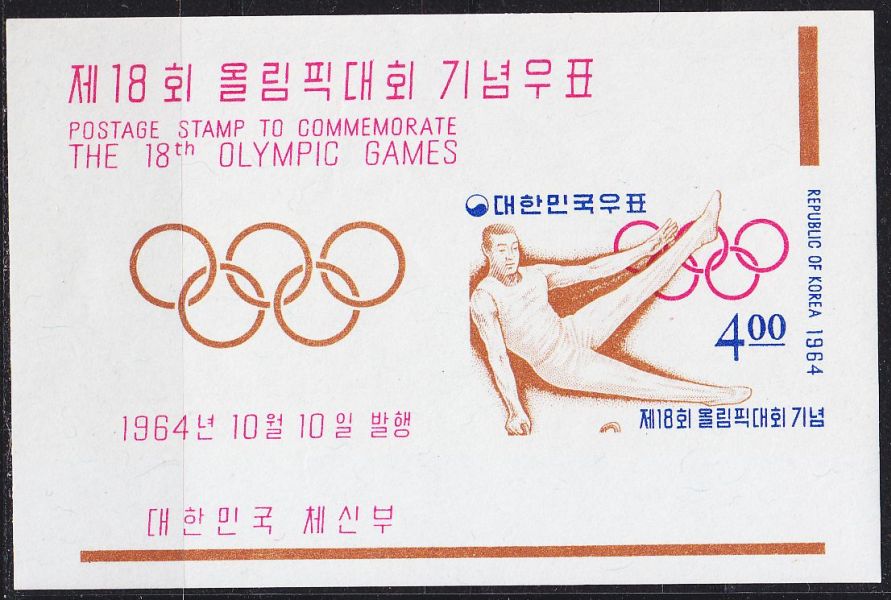 제18회 올림픽대회 기념우표
POSTAGE STAMP TO COMMEMORATE
THE 18th OLYMPIC GAMES
대한민국우표
REPUBLIC OF KOREA 1964
400
제18회 올림픽대회기념
1964년 10월 10일 발행
대한민국 체신부